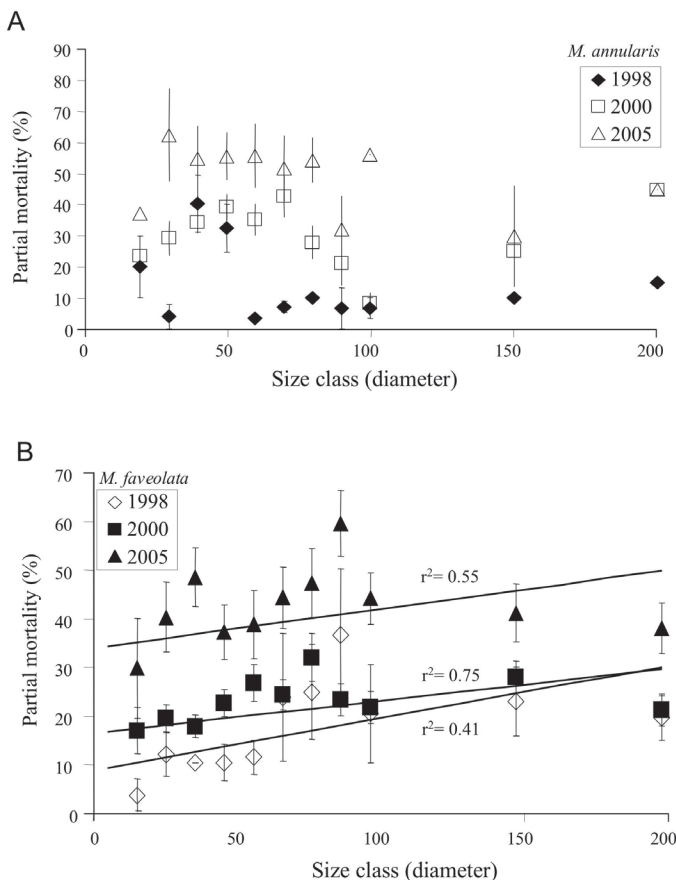 A
M. annularis
1998
2000
2005
Partial mortality (%)
90
80
70
60
50
40
30
20
10
0
0 50 100 150 200
Size class (diameter)
B
M. faveolata
1998
2000
2005
Partial mortality (%)
70
60
50
40
30
20
10
0
r²= 0.55
r²= 0.75
r²= 0.41
0 50 100 150 200
Size class (diameter)